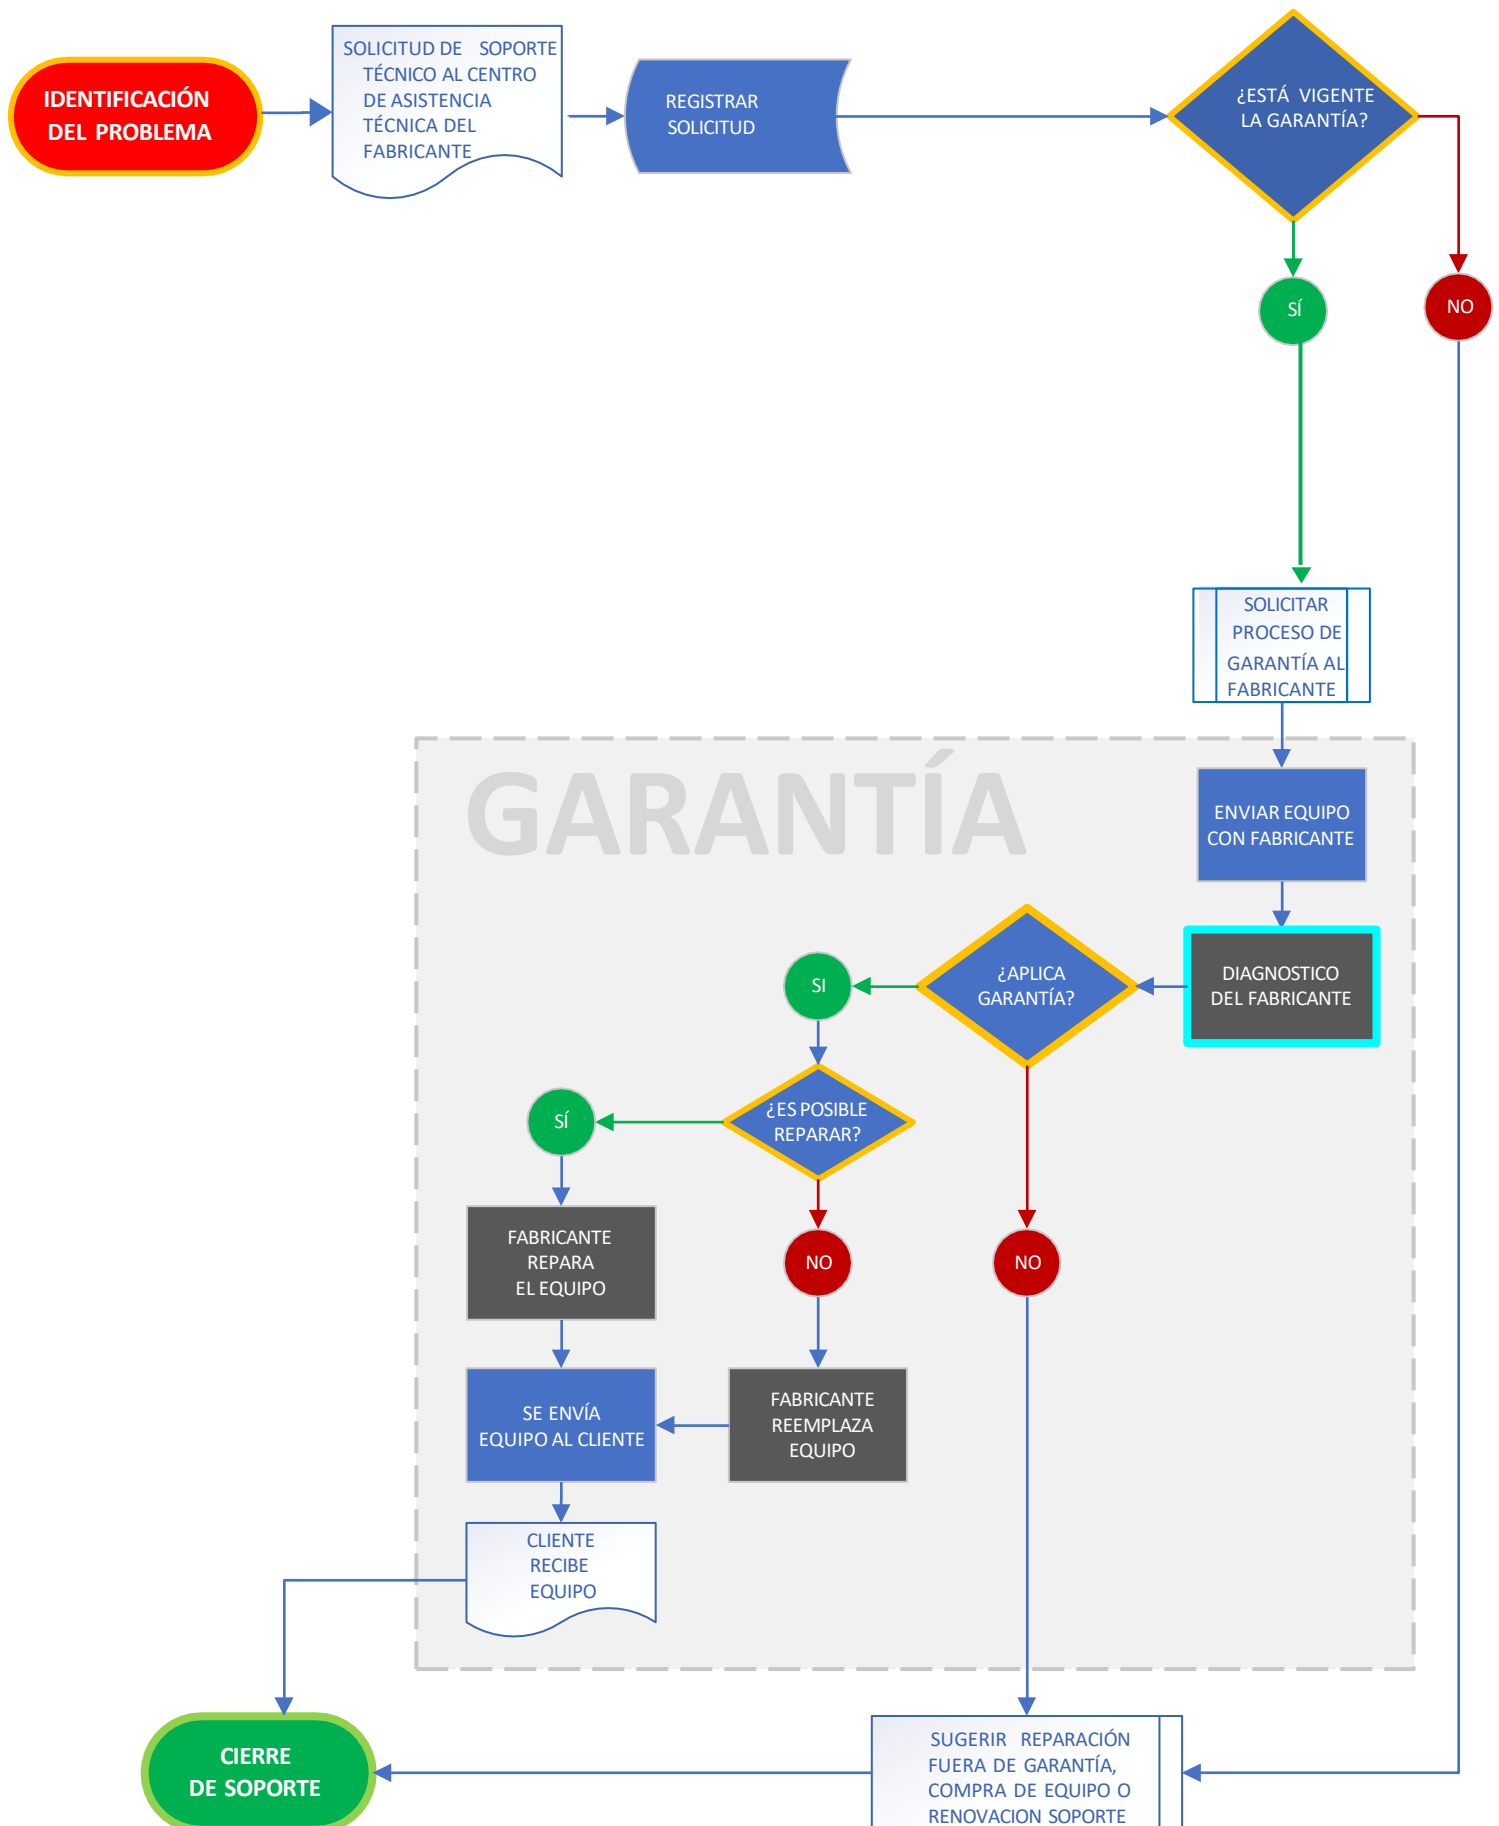 IDENTIFICACIÓN
DEL PROBLEMA
SOLICITUD DE SOPORTE
TÉCNICO AL CENTRO
DE ASISTENCIA
TÉCNICA DEL
FABRICANTE
REGISTRAR
SOLICITUD
¿ESTÁ VIGENTE
LA GARANTÍA?
SÍ
NO
SOLICITAR
PROCESO DE
GARANTÍA AL
FABRICANTE
GARANTÍA
ENVIAR EQUIPO
CON FABRICANTE
DIAGNOSTICO
DEL FABRICANTE
¿APLICA
GARANTÍA?
SI
¿ES POSIBLE
REPARAR?
SÍ
FABRICANTE
REPARA
EL EQUIPO
NO
NO
SE ENVÍA
EQUIPO AL CLIENTE
FABRICANTE
REEMPLAZA
EQUIPO
CLIENTE
RECIBE
EQUIPO
CIERRE
DE SOPORTE
SUGERIR REPARACIÓN
FUERA DE GARANTÍA,
COMPRA DE EQUIPO O
RENOVACION SOPORTE